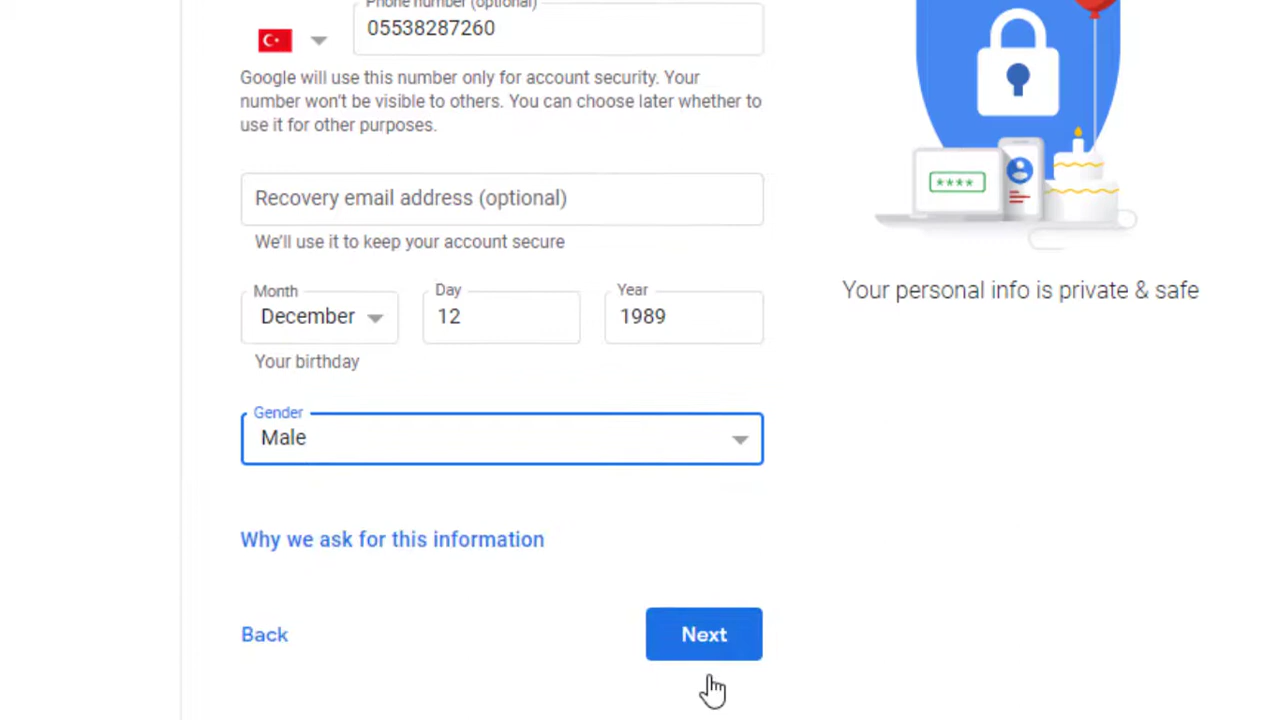 Phone number (optional)
05538287260
Google will use this number only for account security. Your
number won't be visible to others. You can choose later whether to
use it for other purposes.
Recovery email address (optional)
We'll use it to keep your account secure
Month
Day
Year
December
12
1989
Your birthday
Gender
Male
Why we ask for this information
Back
Next
****
Your personal info is private & safe